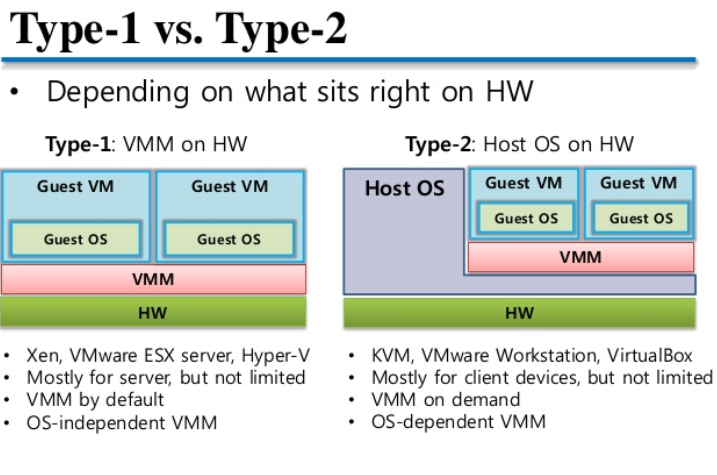 Type-1 vs. Type-2
• Depending on what sits right on HW
Type-1: VMM on HW
Guest VM
Guest VM
Guest OS
Guest OS
VMM
HW
• Xen, VMware ESX server, Hyper-V
• Mostly for server, but not limited
• VMM by default
• OS-independent VMM
Type-2: Host OS on HW
Host OS
Guest VM
Guest VM
Guest OS
Guest OS
VMM
HW
• KVM, VMware Workstation, VirtualBox
• Mostly for client devices, but not limited
• VMM on demand
• OS-dependent VMM